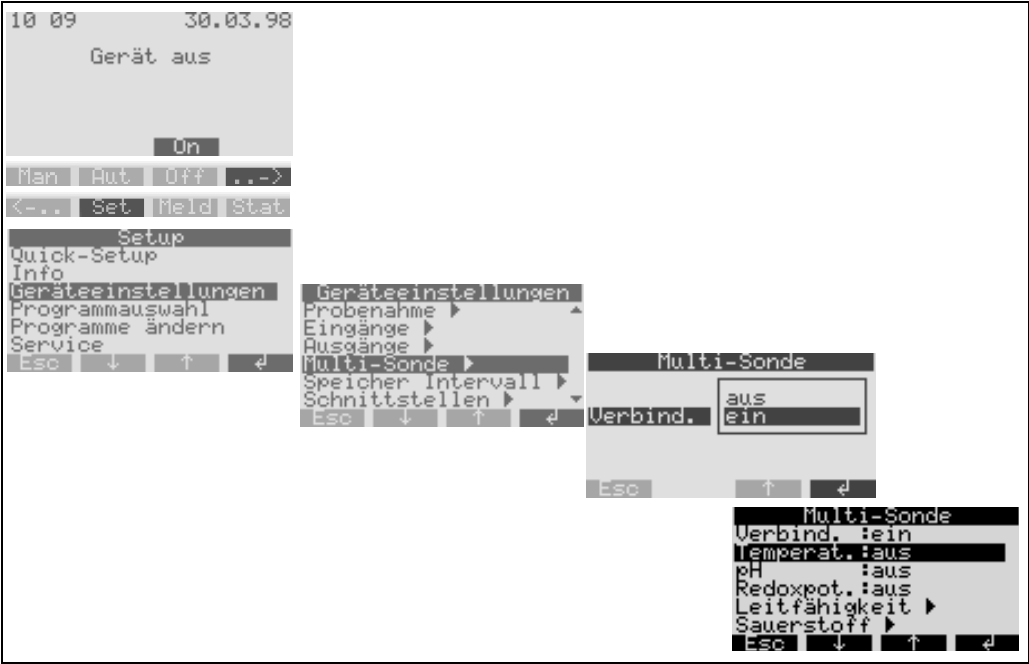 10 09 30.03.98
Gerät aus
On
Man Aut Off ..->
<-.. Set Meld Stat
Setup
Quick-Setup
Info
Geräteeinstellungen
Programmauswahl
Programme ändern
Service
Esc ↓ ↑ ↲
Geräteeinstellungen
Probenahme ▶
Eingänge ▶
Ausgänge ▶
Multi-Sonde ▶
Speicher Intervall ▶
Schnittstellen ▶
Esc ↓ ↑ ↲
Multi-Sonde
aus
Verbind. ein
Esc ↑ ↲
Multi-Sonde
Verbind. :ein
Temperat.:aus
pH :aus
Redoxpot.:aus
Leitfähigkeit ▶
Sauerstoff ▶
Esc ↓ ↑ ↲